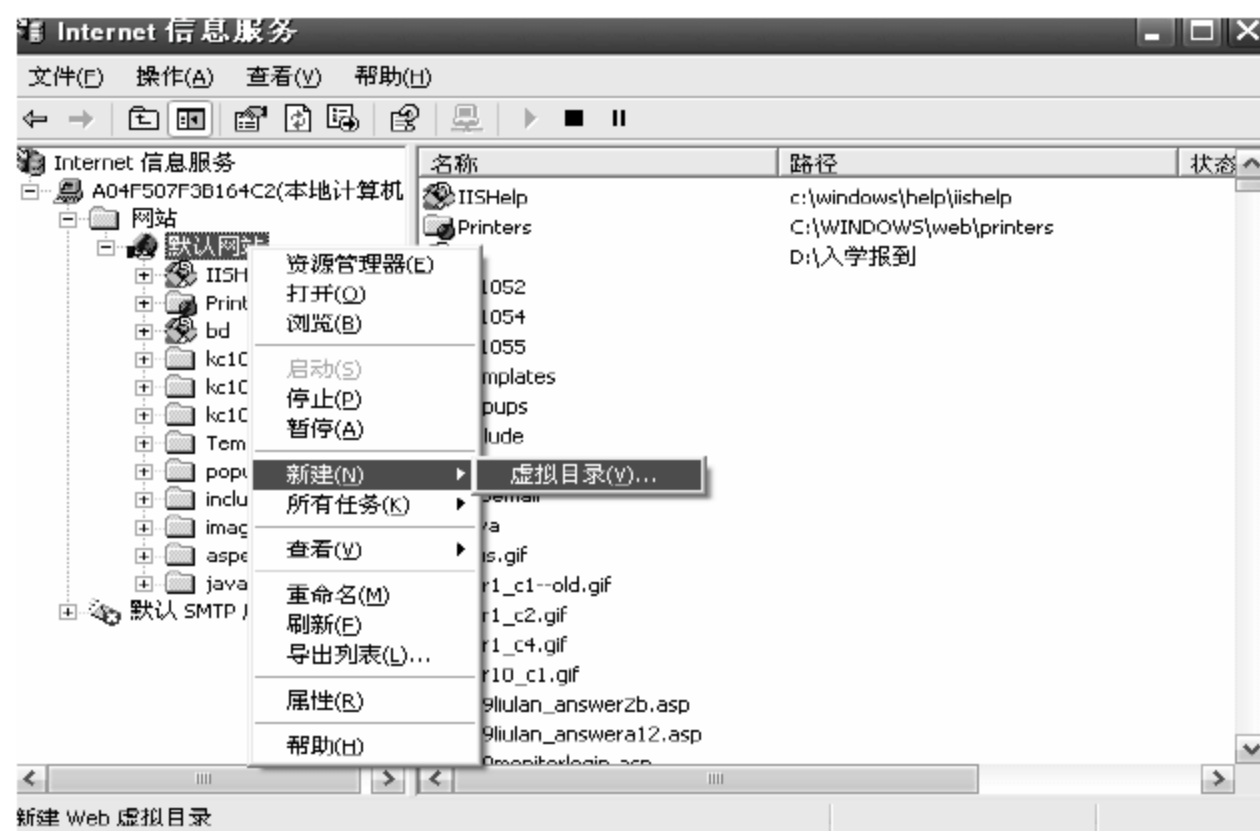 Internet 信息服务
文件(F) 操作(A) 查看(V) 帮助(H)
Internet 信息服务
A04F507F3B164C2(本地计算机
网站
默认网站
IISH
Print
bd
kc10
kc10
kc10
Tem
popu
inclu
imag
aspe
java
默认 SMTP
资源管理器(E)
打开(O)
浏览(B)
启动(S)
停止(P)
暂停(A)
新建(N)
所有任务(K)
查看(V)
重命名(M)
刷新(F)
导出列表(L)...
属性(R)
帮助(H)
虚拟目录(V)...
名称 路径 状态
IISHelp c:\windows\help\iishelp
Printers C:\WINDOWS\web\printers
D:\入学报到
1052
1054
1055
mplates
pups
lude
va
us.gif
r1_c1--old.gif
r1_c2.gif
r1_c4.gif
r10_c1.gif
9liulan_answer2b.asp
9liulan_answera12.asp
新建 Web 虚拟目录